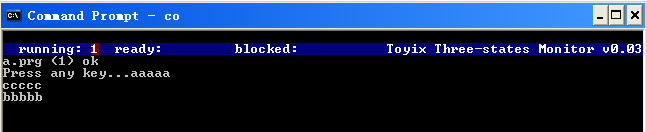 Command Prompt - co
running: 1 ready: blocked: Toyix Three-states Monitor v0.03
a.prg (1) ok
Press any key...aaaaa
ccccc
bbbbb